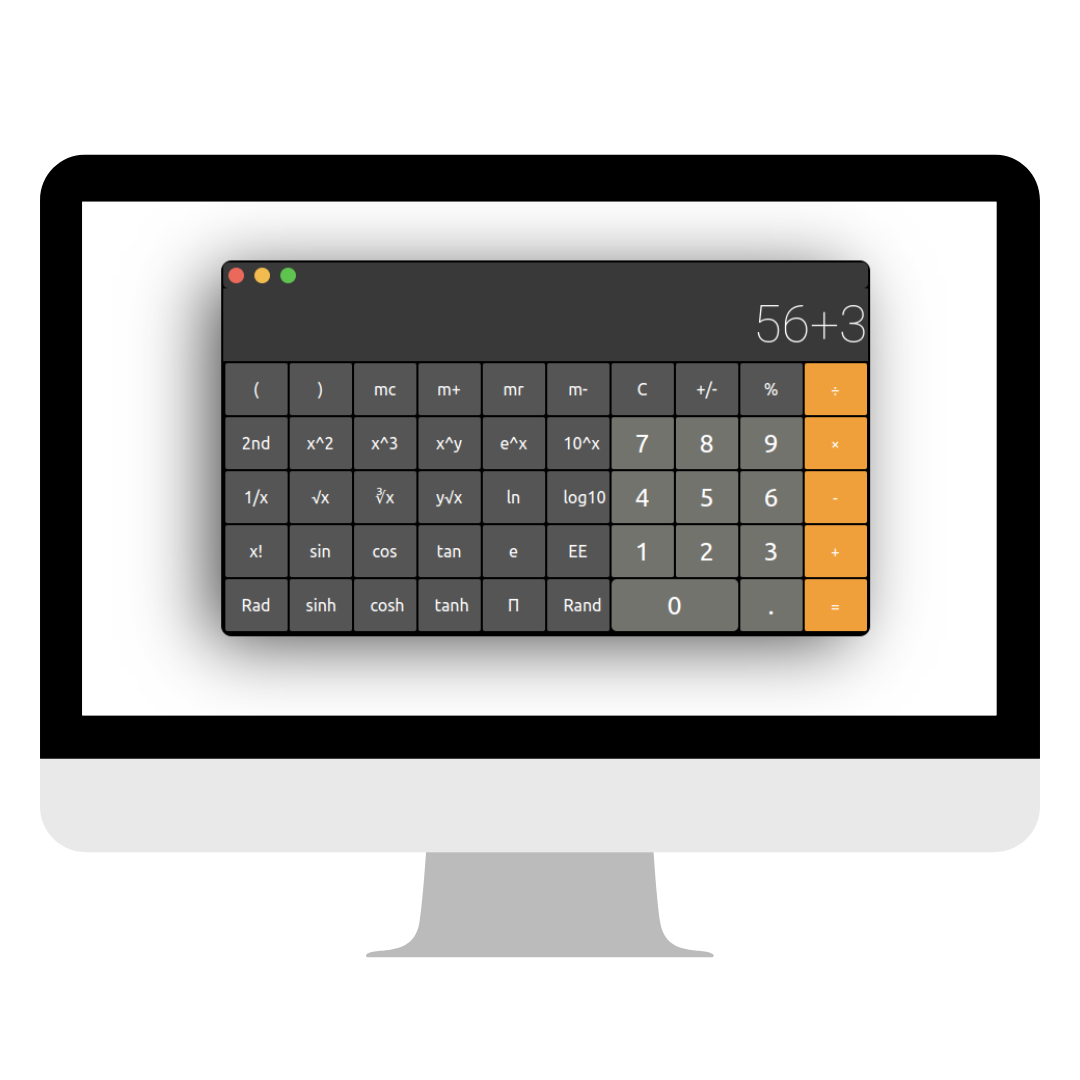 56+3
( ) mc m+ mr m- C +/- % ÷
2nd x^2 x^3 x^y e^x 10^x 7 8 9 ×
1/x √x ∛x y√x ln log10 4 5 6 -
x! sin cos tan e EE 1 2 3 +
Rad sinh cosh tanh Π Rand 0 . =